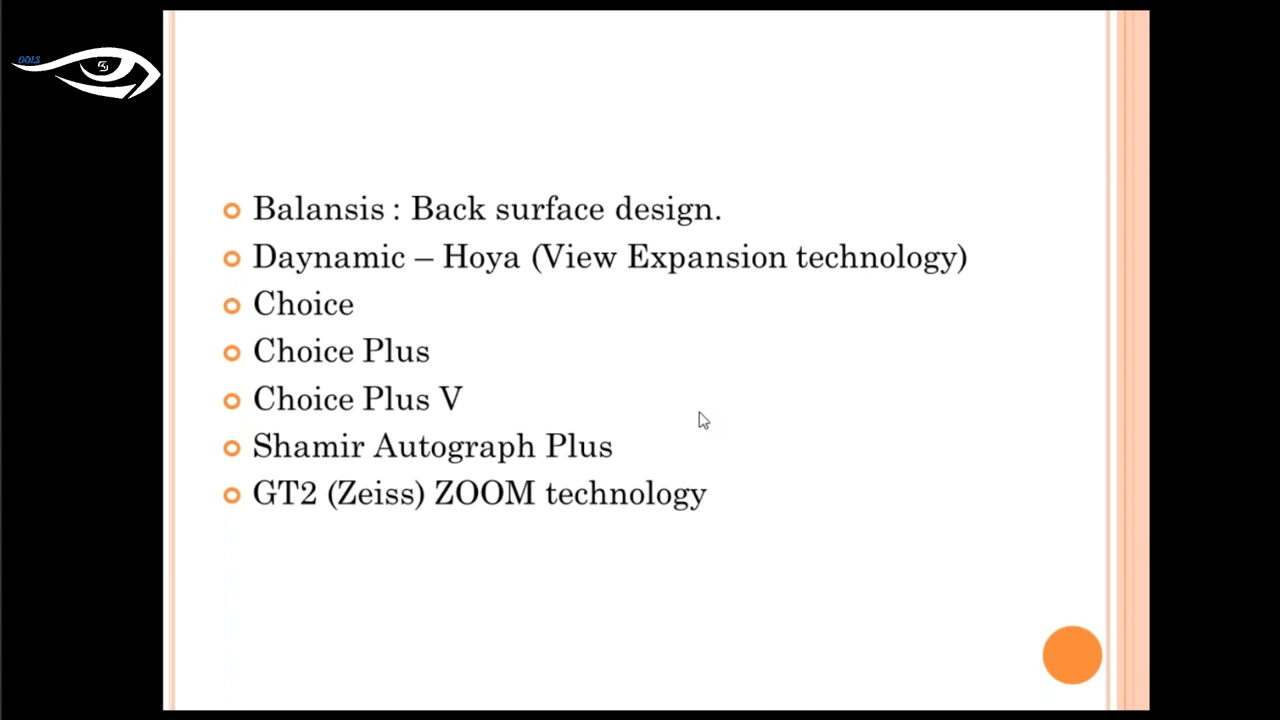 Balansis : Back surface design.
Daynamic – Hoya (View Expansion technology)
Choice
Choice Plus
Choice Plus V
Shamir Autograph Plus
GT2 (Zeiss) ZOOM technology